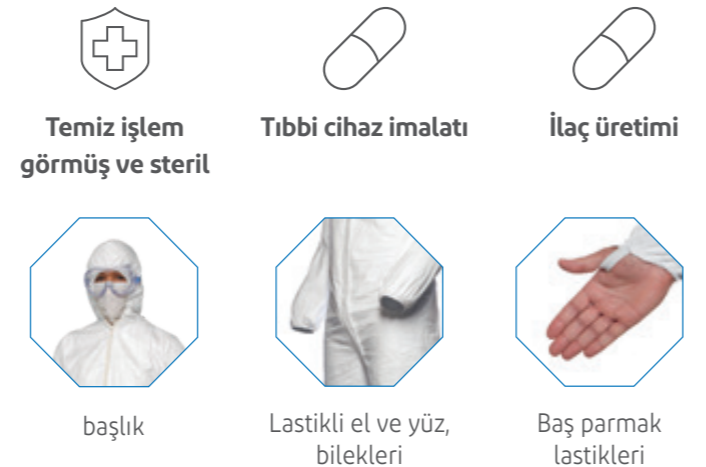 Temiz işlem
görmüş ve steril
Tıbbi cihaz imalatı
İlaç üretimi
başlık
Lastikli el ve yüz,
bilekleri
Baş parmak
lastikleri